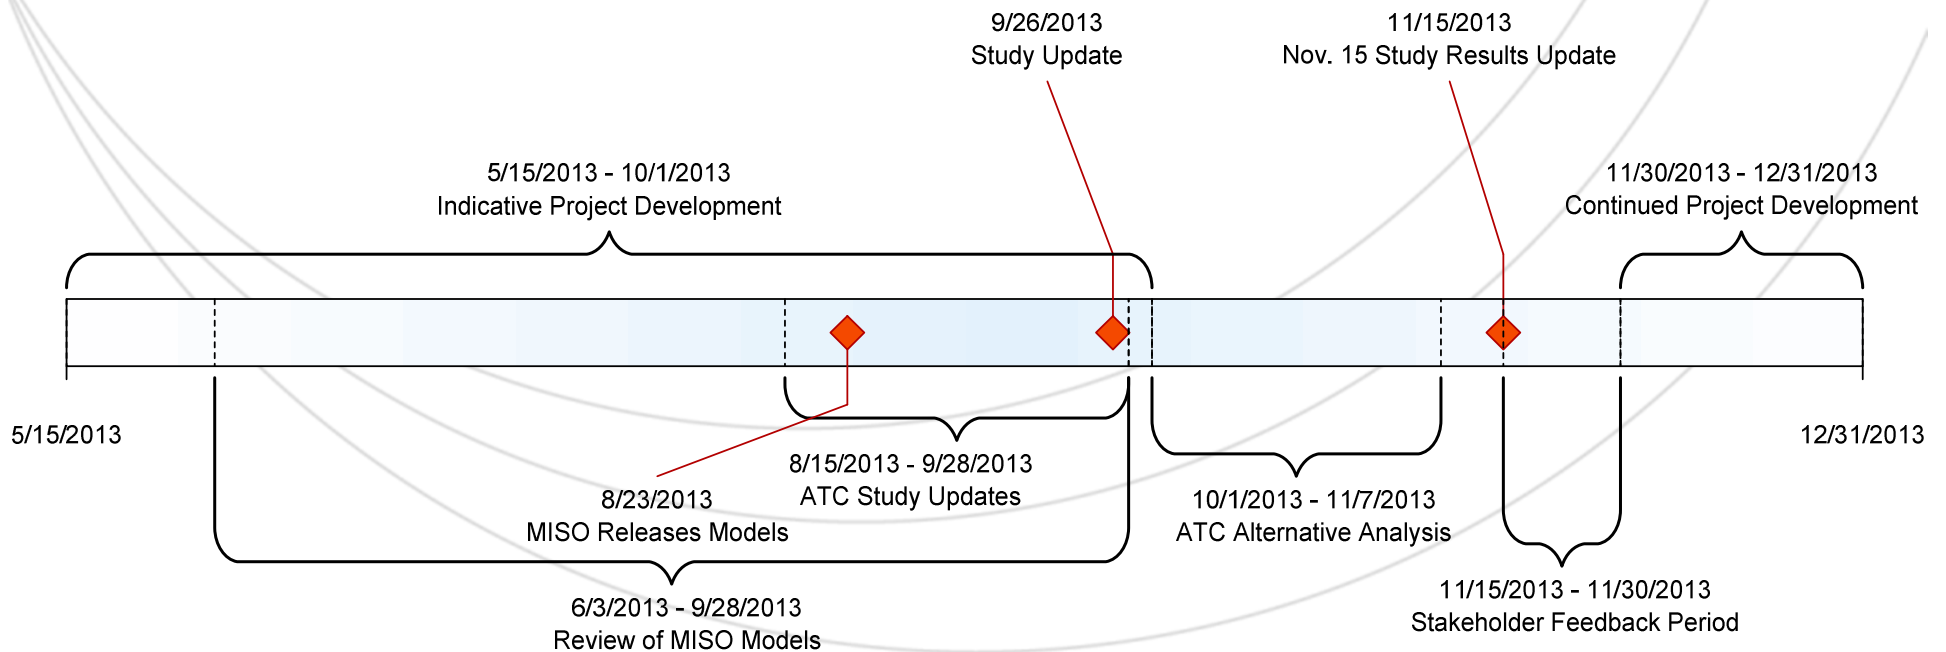 9/26/2013
Study Update
11/15/2013
Nov. 15 Study Results Update
5/15/2013 - 10/1/2013
Indicative Project Development
11/30/2013 - 12/31/2013
Continued Project Development
5/15/2013
12/31/2013
8/15/2013 - 9/28/2013
ATC Study Updates
8/23/2013
MISO Releases Models
10/1/2013 - 11/7/2013
ATC Alternative Analysis
6/3/2013 - 9/28/2013
Review of MISO Models
11/15/2013 - 11/30/2013
Stakeholder Feedback Period